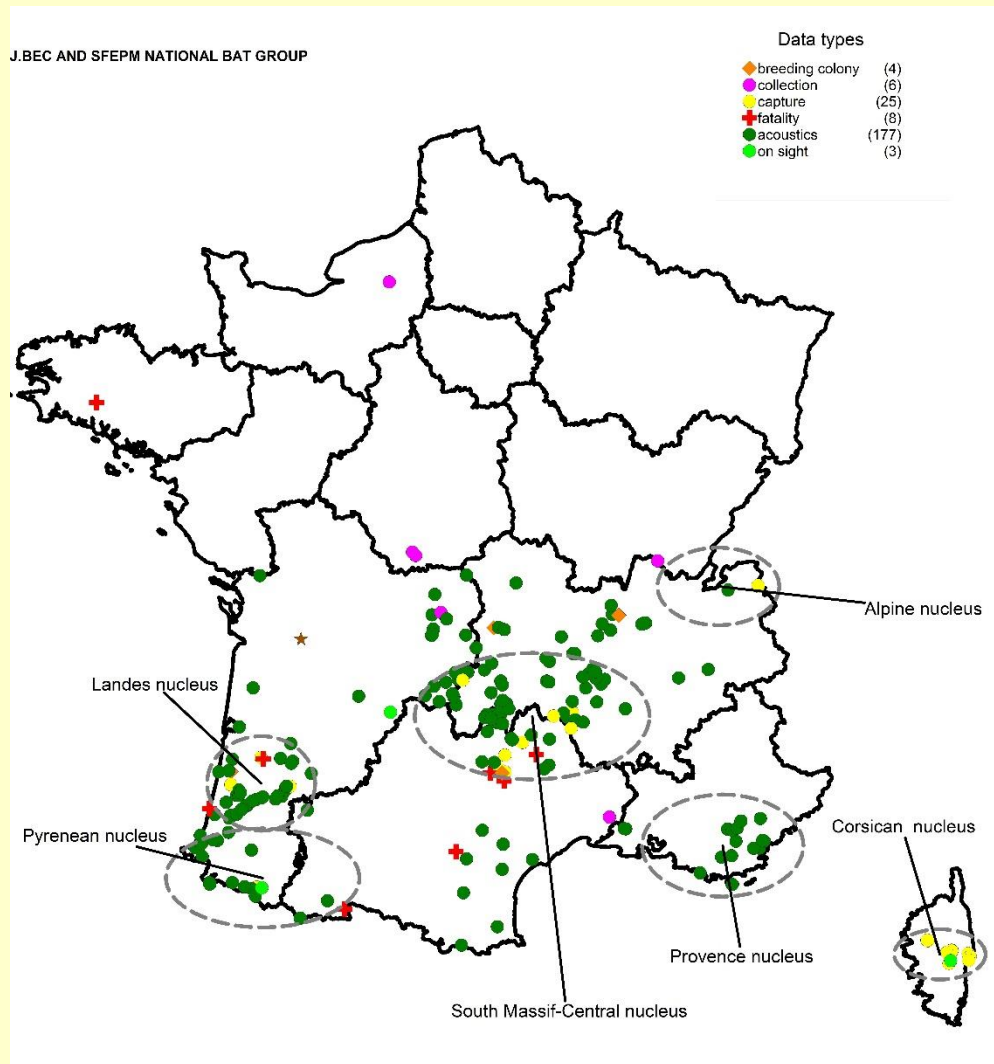 J.BEC AND SFEPM NATIONAL BAT GROUP
Data types
breeding colony (4)
collection (6)
capture (25)
fatality (8)
acoustics (177)
on sight (3)
Alpine nucleus
Landes nucleus
Pyrenean nucleus
Corsican nucleus
Provence nucleus
South Massif-Central nucleus